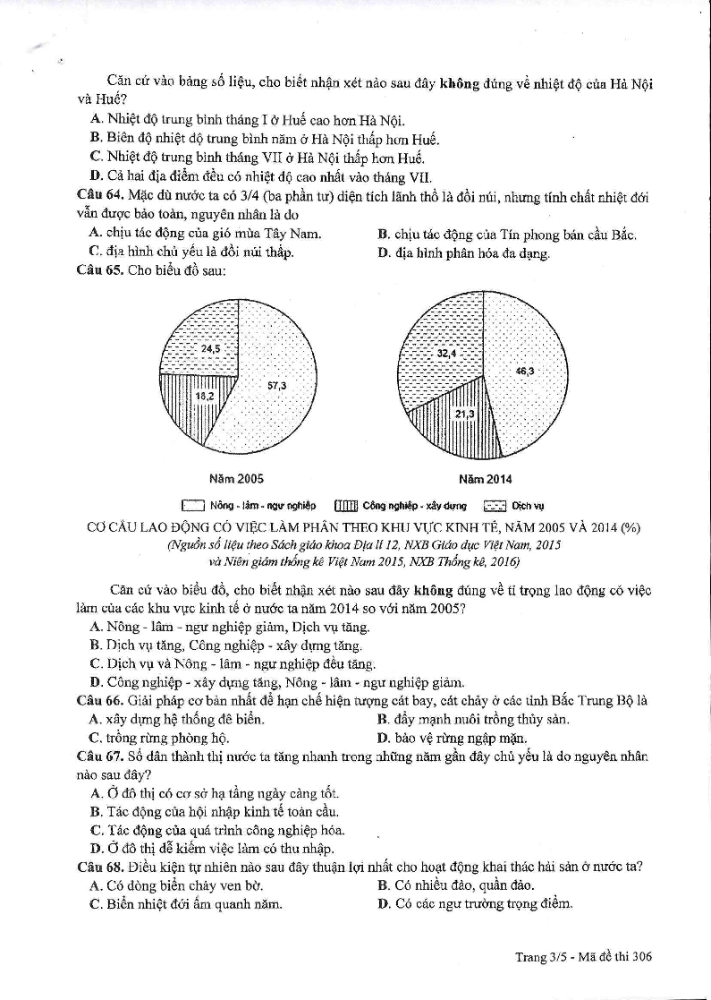 Căn cứ vào bảng số liệu, cho biết nhận xét nào sau đây không đúng về nhiệt độ của Hà Nội
và Huế?
A. Nhiệt độ trung bình tháng I ở Huế cao hơn Hà Nội.
B. Biên độ nhiệt độ trung bình năm ở Hà Nội thấp hơn Huế.
C. Nhiệt độ trung bình tháng VII ở Hà Nội thấp hơn Huế.
D. Cả hai địa điểm đều có nhiệt độ cao nhất vào tháng VII.
Câu 64. Mặc dù nước ta có 3/4 (ba phần tư) diện tích lãnh thổ là đồi núi, nhưng tính chất nhiệt đới
vẫn được bảo toàn, nguyên nhân là do
A. chịu tác động của gió mùa Tây Nam. B. chịu tác động của Tín phong bán cầu Bắc.
C. địa hình chủ yếu là đồi núi thấp. D. địa hình phân hóa đa dạng.
Câu 65. Cho biểu đồ sau:
24,5 57,3 18,2
32,4 46,3 21,3
Năm 2005 Năm 2014
Nông - lâm - ngư nghiệp Công nghiệp - xây dựng Dịch vụ
CƠ CẤU LAO ĐỘNG CÓ VIỆC LÀM PHÂN THEO KHU VỰC KINH TẾ, NĂM 2005 VÀ 2014 (%)
(Nguồn số liệu theo Sách giáo khoa Địa lí 12, NXB Giáo dục Việt Nam, 2015
và Niên giám thống kê Việt Nam 2015, NXB Thống kê, 2016)
Căn cứ vào biểu đồ, cho biết nhận xét nào sau đây không đúng về tỉ trọng lao động có việc
làm của các khu vực kinh tế ở nước ta năm 2014 so với năm 2005?
A. Nông - lâm - ngư nghiệp giảm, Dịch vụ tăng.
B. Dịch vụ tăng, Công nghiệp - xây dựng tăng.
C. Dịch vụ và Nông - lâm - ngư nghiệp đều tăng.
D. Công nghiệp - xây dựng tăng, Nông - lâm - ngư nghiệp giảm.
Câu 66. Giải pháp cơ bản nhất để hạn chế hiện tượng cát bay, cát chảy ở các tỉnh Bắc Trung Bộ là
A. xây dựng hệ thống đê biển. B. đẩy mạnh nuôi trồng thủy sản.
C. trồng rừng phòng hộ. D. bảo vệ rừng ngập mặn.
Câu 67. Số dân thành thị nước ta tăng nhanh trong những năm gần đây chủ yếu là do nguyên nhân
nào sau đây?
A. Ở đô thị có cơ sở hạ tầng ngày càng tốt.
B. Tác động của hội nhập kinh tế toàn cầu.
C. Tác động của quá trình công nghiệp hóa.
D. Ở đô thị dễ kiếm việc làm có thu nhập.
Câu 68. Điều kiện tự nhiên nào sau đây thuận lợi nhất cho hoạt động khai thác hải sản ở nước ta?
A. Có dòng biển chảy ven bờ. B. Có nhiều đảo, quần đảo.
C. Biển nhiệt đới ấm quanh năm. D. Có các ngư trường trọng điểm.
Trang 3/5 - Mã đề thi 306